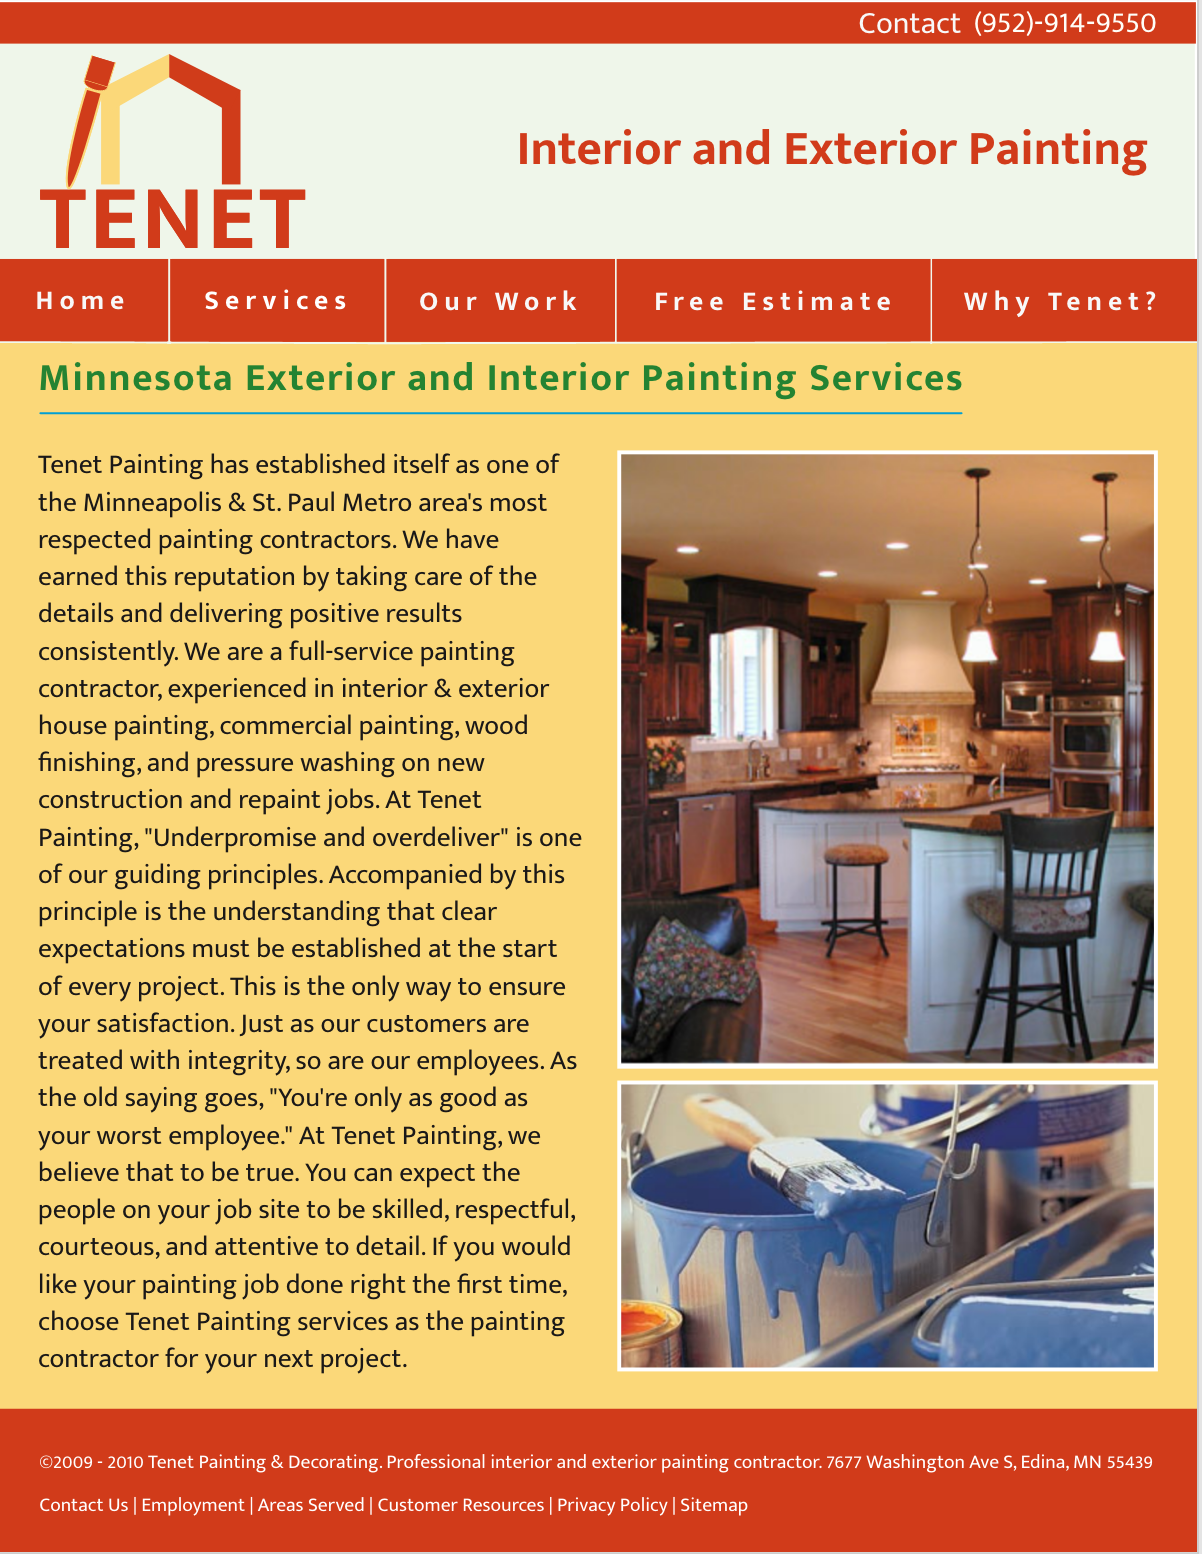 Contact (952)-914-9550
TENET
Interior and Exterior Painting
Home Services Our Work Free Estimate Why Tenet?
Minnesota Exterior and Interior Painting Services
Tenet Painting has established itself as one of
the Minneapolis & St. Paul Metro area's most
respected painting contractors. We have
earned this reputation by taking care of the
details and delivering positive results
consistently. We are a full-service painting
contractor, experienced in interior & exterior
house painting, commercial painting, wood
finishing, and pressure washing on new
construction and repaint jobs. At Tenet
Painting, "Underpromise and overdeliver" is one
of our guiding principles. Accompanied by this
principle is the understanding that clear
expectations must be established at the start
of every project. This is the only way to ensure
your satisfaction. Just as our customers are
treated with integrity, so are our employees. As
the old saying goes, "You're only as good as
your worst employee." At Tenet Painting, we
believe that to be true. You can expect the
people on your job site to be skilled, respectful,
courteous, and attentive to detail. If you would
like your painting job done right the first time,
choose Tenet Painting services as the painting
contractor for your next project.
©2009 - 2010 Tenet Painting & Decorating. Professional interior and exterior painting contractor. 7677 Washington Ave S, Edina, MN 55439
Contact Us | Employment | Areas Served | Customer Resources | Privacy Policy | Sitemap